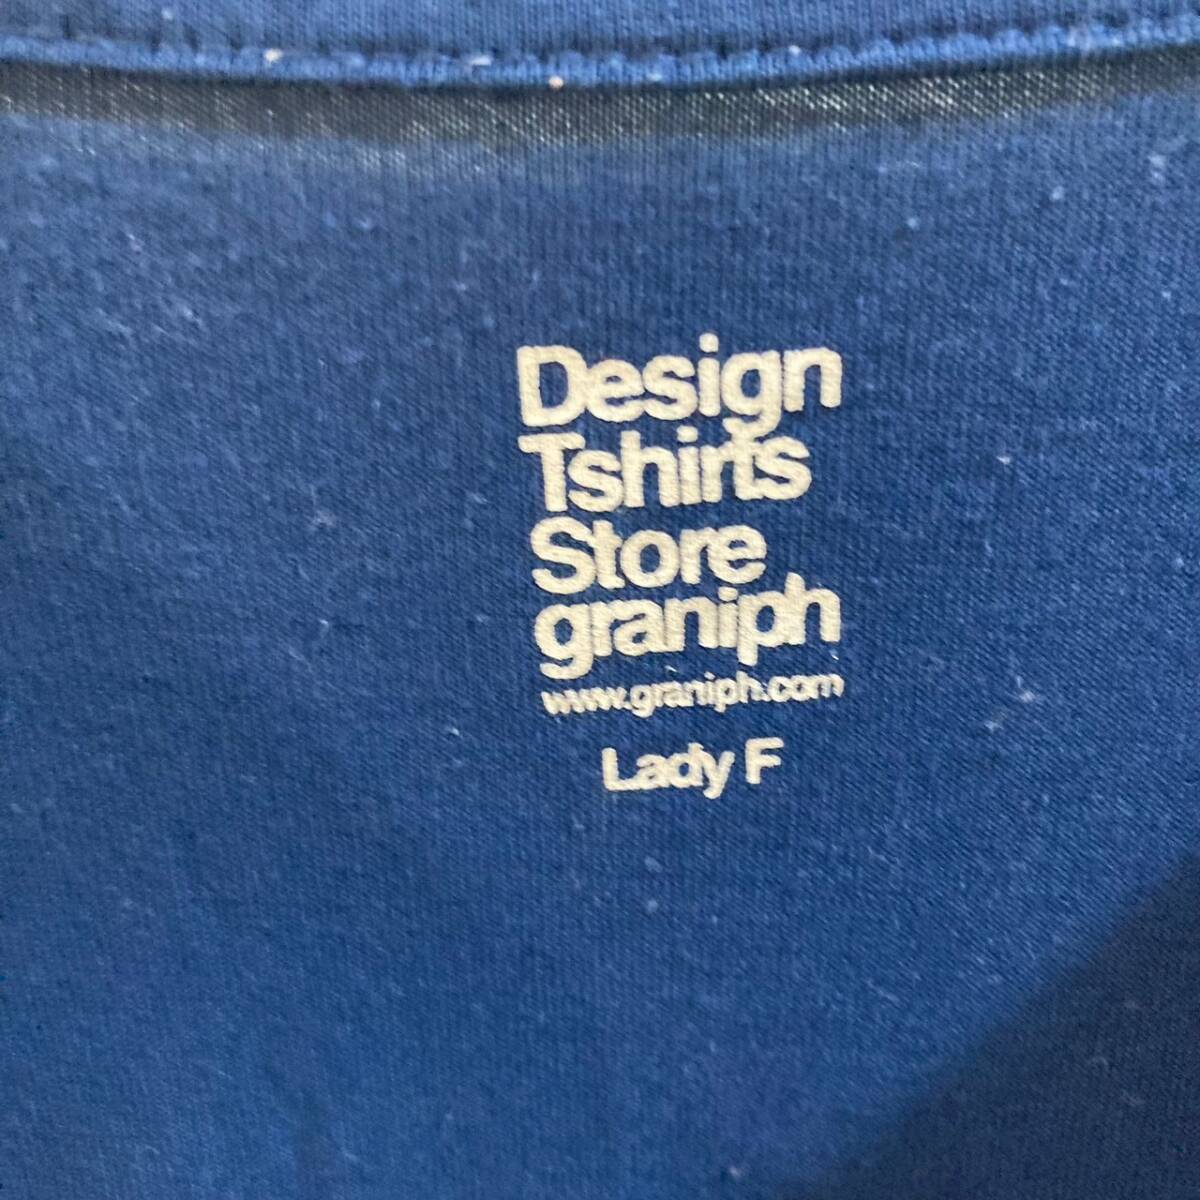 Design
Tshirts
Store
graniph
www.graniph.com
Lady F